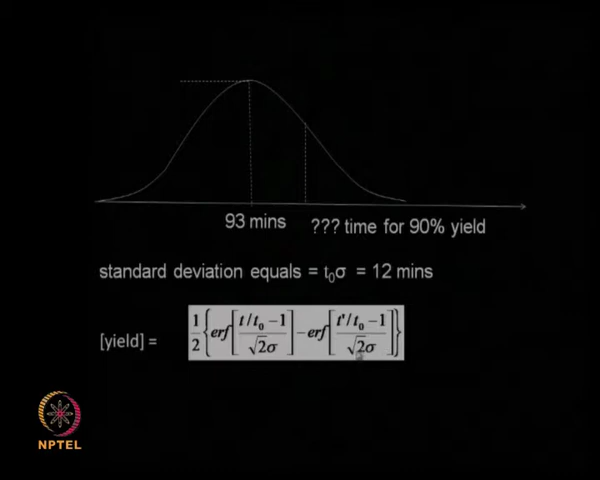 93 mins
??? time for 90% yield
standard deviation equals = t₀σ = 12 mins
[yield] = 1/2 { erf [ (t/t₀ − 1) / (√2σ) ] − erf [ (t'/t₀ − 1) / (√2σ) ] }
NPTEL